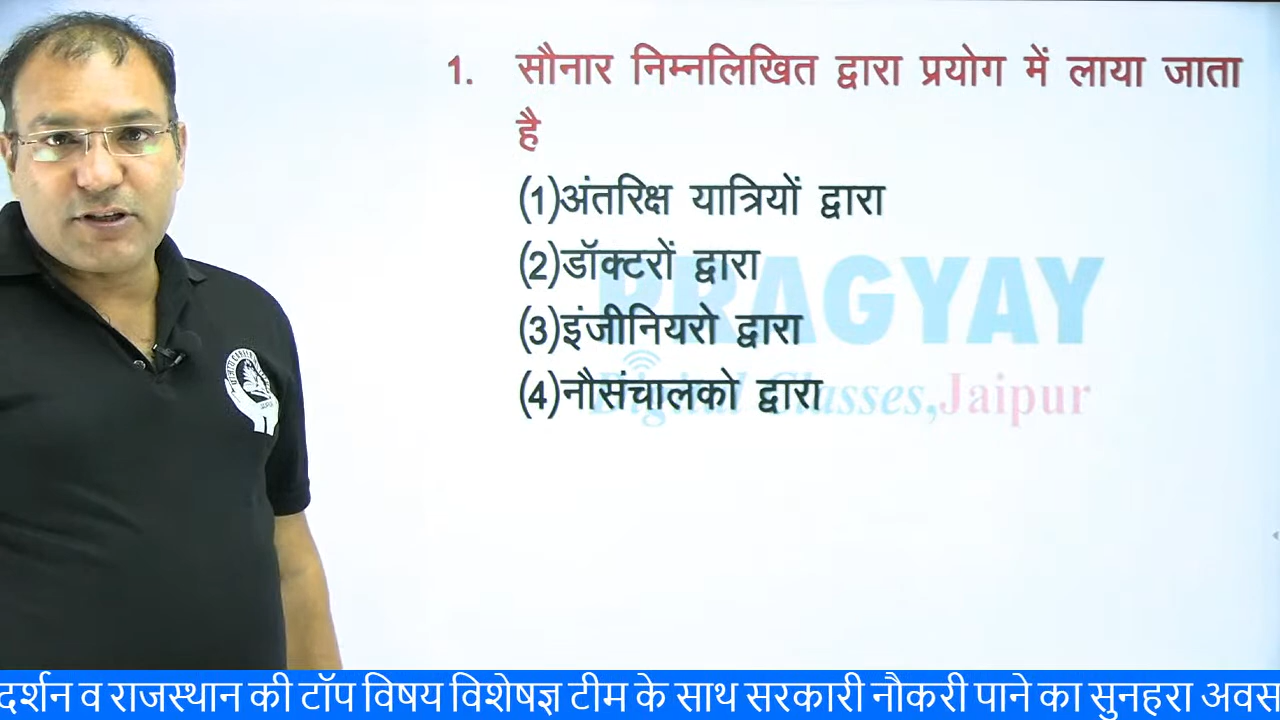 1. सौनार निम्नलिखित द्वारा प्रयोग में लाया जाता
है
(1)अंतरिक्ष यात्रियों द्वारा
(2)डॉक्टरों द्वारा
(3)इंजीनियरो द्वारा
(4)नौसंचालको द्वारा
PRAGYAY
Digital Classes,Jaipur
दर्शन व राजस्थान की टॉप विषय विशेषज्ञ टीम के साथ सरकारी नौकरी पाने का सुनहरा अवस